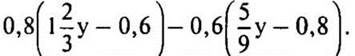 0,8(1 2/3 y − 0,6) − 0,6(5/9 y − 0,8).